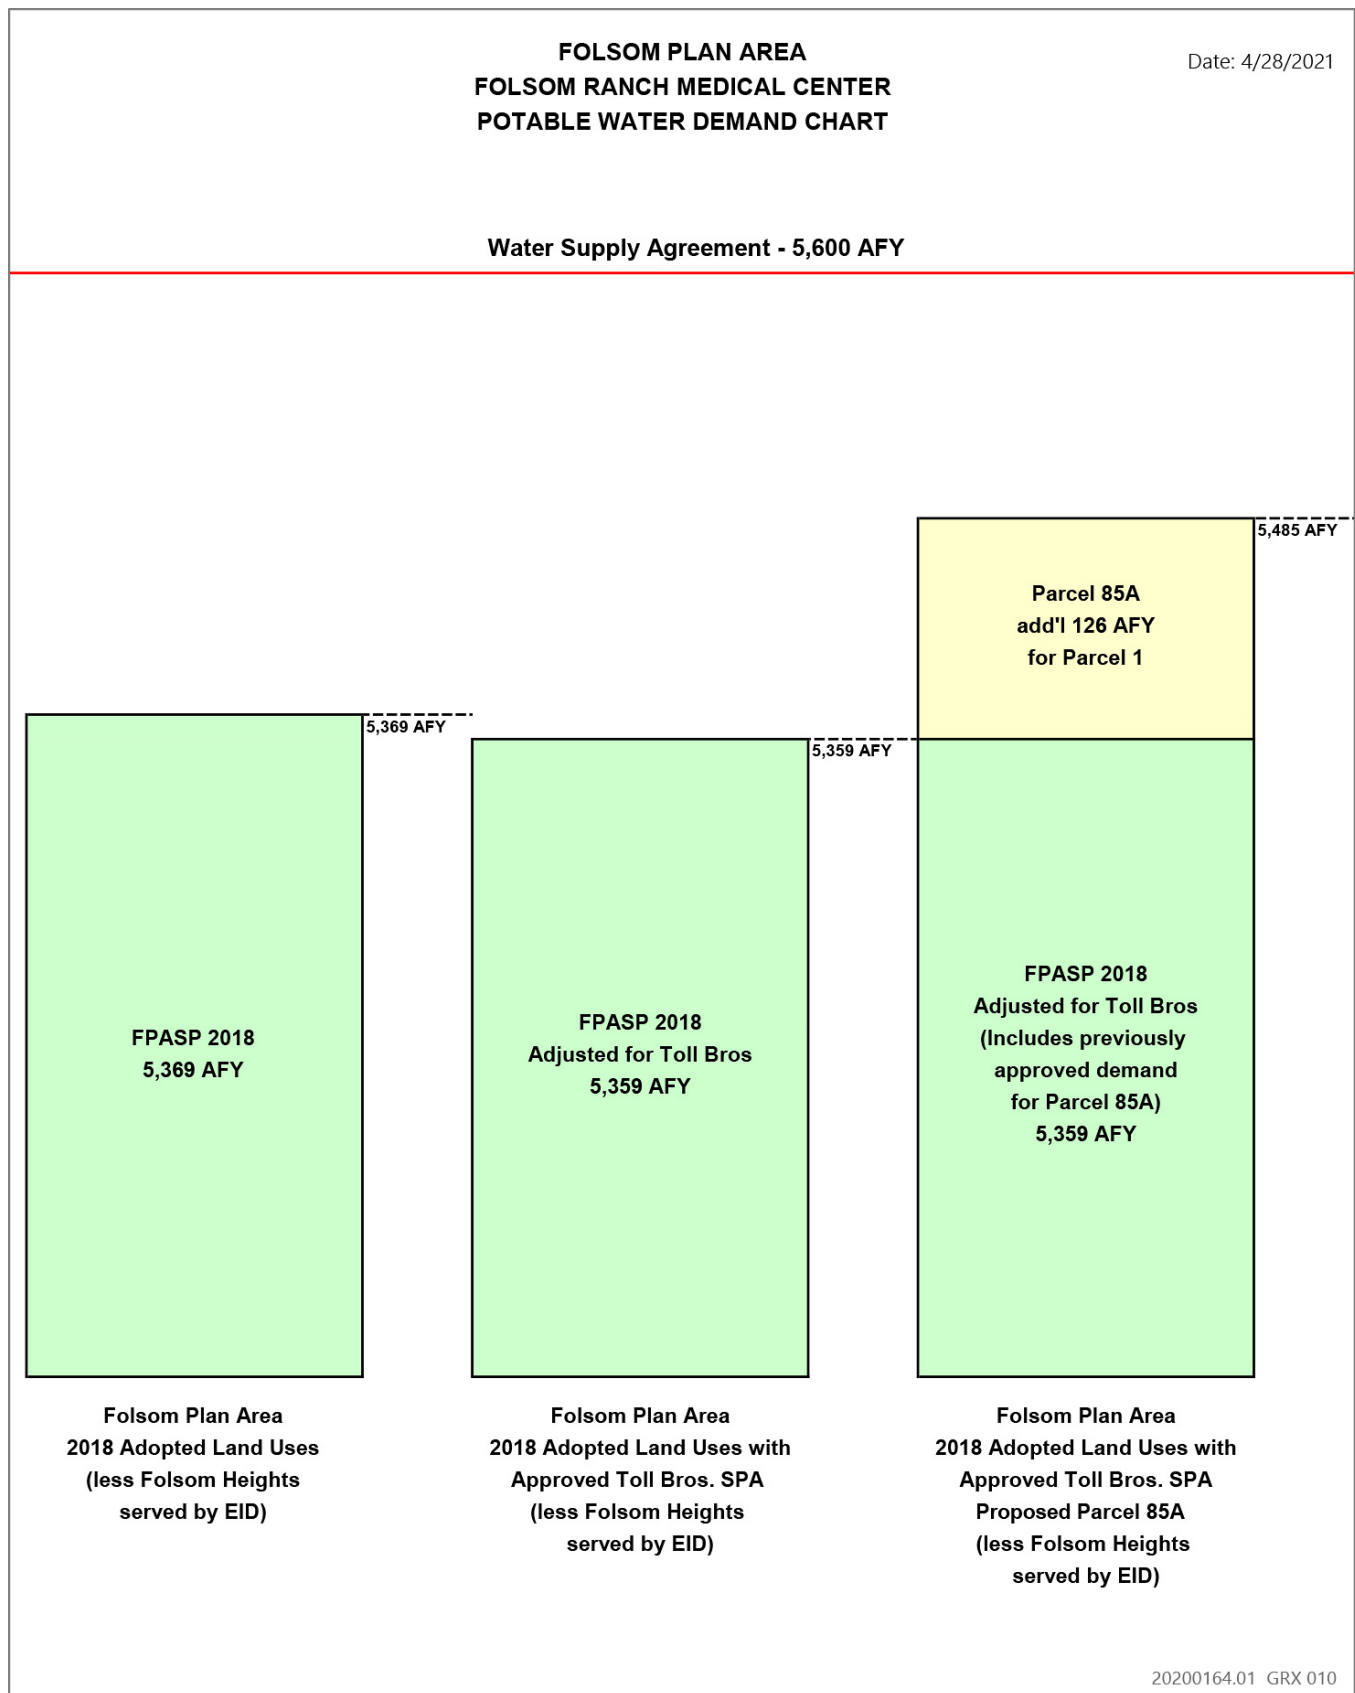 FOLSOM PLAN AREA
FOLSOM RANCH MEDICAL CENTER
POTABLE WATER DEMAND CHART
Date: 4/28/2021
Water Supply Agreement - 5,600 AFY
5,485 AFY
Parcel 85A
add'l 126 AFY
for Parcel 1
5,369 AFY
5,359 AFY
FPASP 2018
5,369 AFY
FPASP 2018
Adjusted for Toll Bros
5,359 AFY
FPASP 2018
Adjusted for Toll Bros
(Includes previously
approved demand
for Parcel 85A)
5,359 AFY
Folsom Plan Area
2018 Adopted Land Uses
(less Folsom Heights
served by EID)
Folsom Plan Area
2018 Adopted Land Uses with
Approved Toll Bros. SPA
(less Folsom Heights
served by EID)
Folsom Plan Area
2018 Adopted Land Uses with
Approved Toll Bros. SPA
Proposed Parcel 85A
(less Folsom Heights
served by EID)
20200164.01 GRX 010